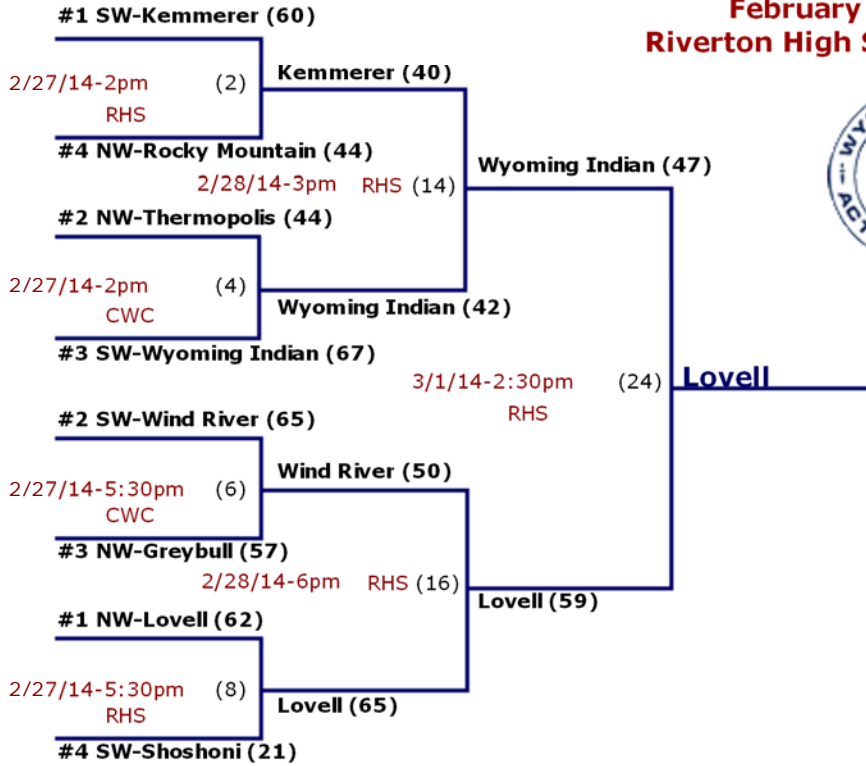 #1 SW-Kemmerer (60)
February
Riverton High S
2/27/14-2pm (2) Kemmerer (40)
RHS
#4 NW-Rocky Mountain (44)
Wyoming Indian (47)
2/28/14-3pm RHS (14)
#2 NW-Thermopolis (44)
2/27/14-2pm (4)
CWC
Wyoming Indian (42)
#3 SW-Wyoming Indian (67)
3/1/14-2:30pm (24) Lovell
RHS
#2 SW-Wind River (65)
Wind River (50)
2/27/14-5:30pm (6)
CWC
#3 NW-Greybull (57)
2/28/14-6pm RHS (16)
Lovell (59)
#1 NW-Lovell (62)
2/27/14-5:30pm (8)
RHS
Lovell (65)
#4 SW-Shoshoni (21)